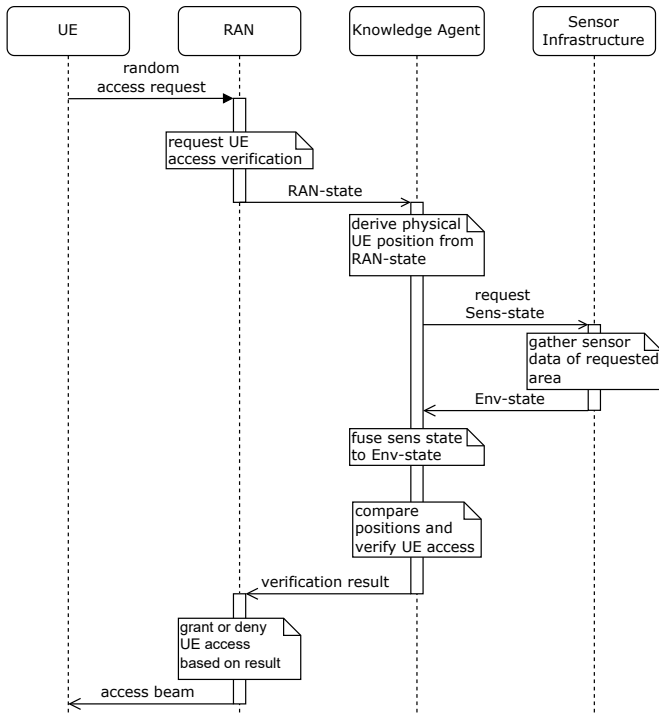 UE
RAN
Knowledge Agent
Sensor
Infrastructure
random
access request
request UE
access verification
RAN-state
derive physical
UE position from
RAN-state
request
Sens-state
gather sensor
data of requested
area
Env-state
fuse sens state
to Env-state
compare
positions and
verify UE access
verification result
grant or deny
UE access
based on result
access beam